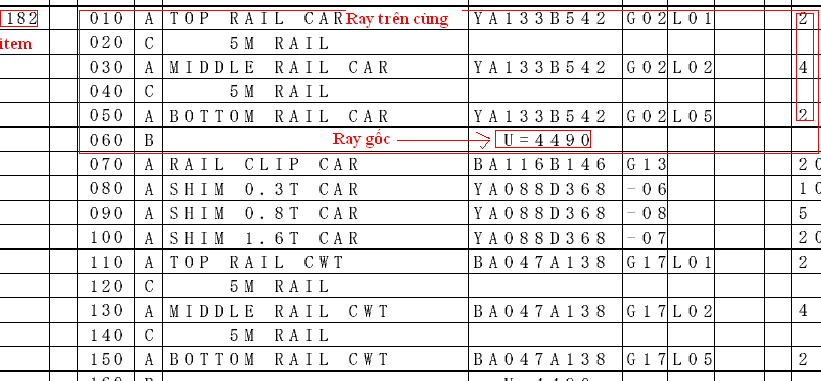 182 010 A TOP RAIL CAR Ray trên cùng YA133B542 G02 L01 2
item 020 C 5M RAIL
030 A MIDDLE RAIL CAR YA133B542 G02 L02 4
040 C 5M RAIL
050 A BOTTOM RAIL CAR YA133B542 G02 L05 2
060 B Ray gốc U=4490
070 A RAIL CLIP CAR BA116B146 G13 20
080 A SHIM 0.3T CAR YA088D368 -06 10
090 A SHIM 0.8T CAR YA088D368 -08 5
100 A SHIM 1.6T CAR YA088D368 -07 20
110 A TOP RAIL CWT BA047A138 G17 L01 2
120 C 5M RAIL
130 A MIDDLE RAIL CWT BA047A138 G17 L02 4
140 C 5M RAIL
150 A BOTTOM RAIL CWT BA047A138 G17 L05 2